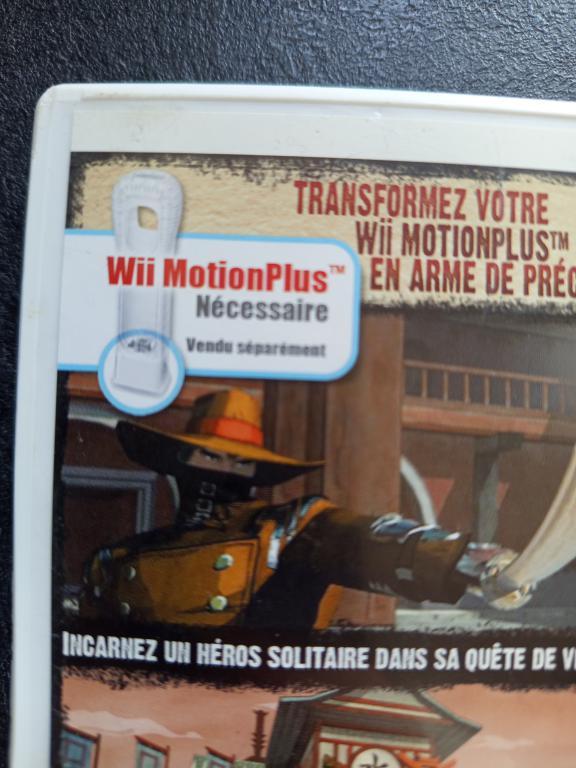 TRANSFORMEZ VOTRE
Wii MOTIONPLUS™
EN ARME DE
Wii MotionPlus™
Nécessaire
Vendu séparément
INCARNEZ UN HÉROS SOLITAIRE DANS SA QUÊTE DE